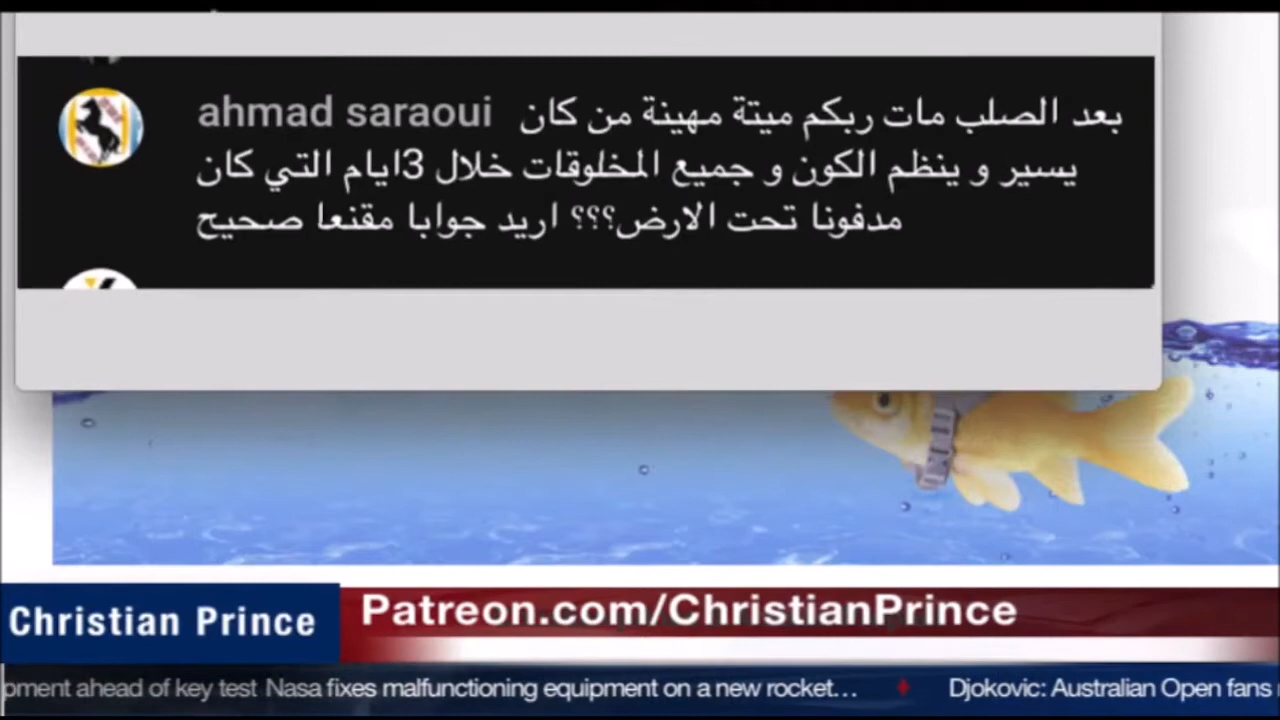 ahmad saraoui بعد الصلب مات ربكم ميتة مهينة من كان
يسير و ينظم الكون و جميع المخلوقات خلال 3ايام التي كان
مدفونا تحت الارض؟؟؟ اريد جوابا مقنعا صحيح
Christian Prince
Patreon.com/ChristianPrince
pment ahead of key test Nasa fixes malfunctioning equipment on a new rocket... Djokovic: Australian Open fans